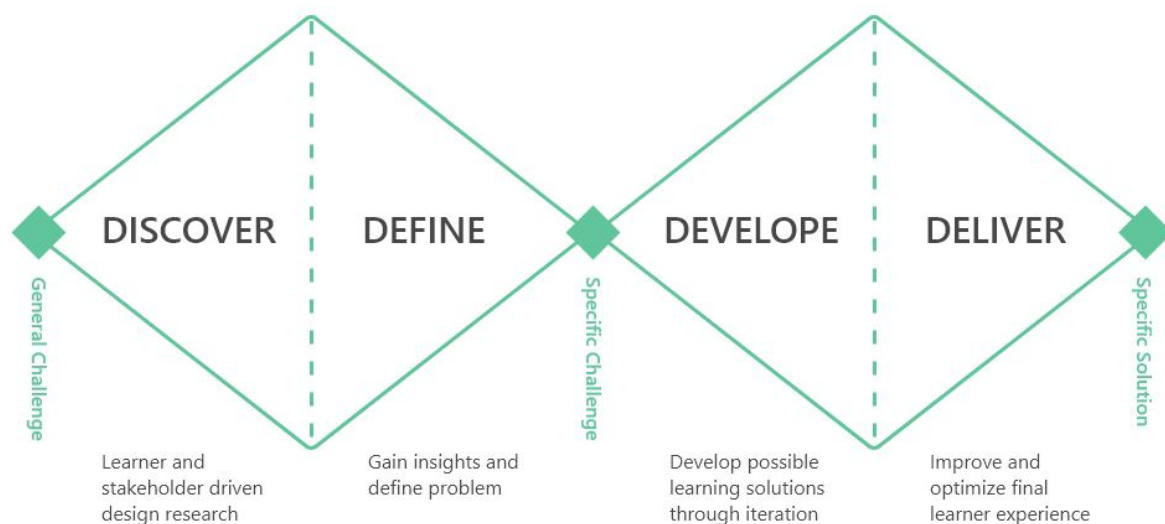 DISCOVER
DEFINE
DEVELOPE
DELIVER
General Challenge
Specific Challenge
Specific Solution
Learner and
stakeholder driven
design research
Gain insights and
define problem
Develop possible
learning solutions
through iteration
Improve and
optimize final
learner experience